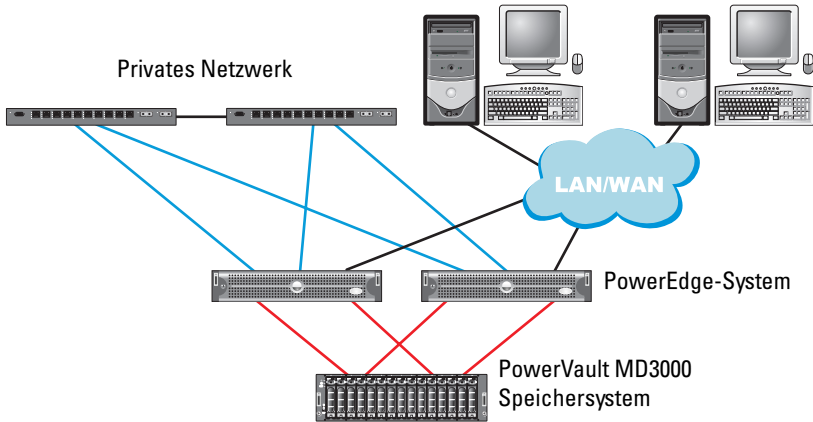 Privates Netzwerk
LAN/WAN
PowerEdge-System
PowerVault MD3000
Speichersystem